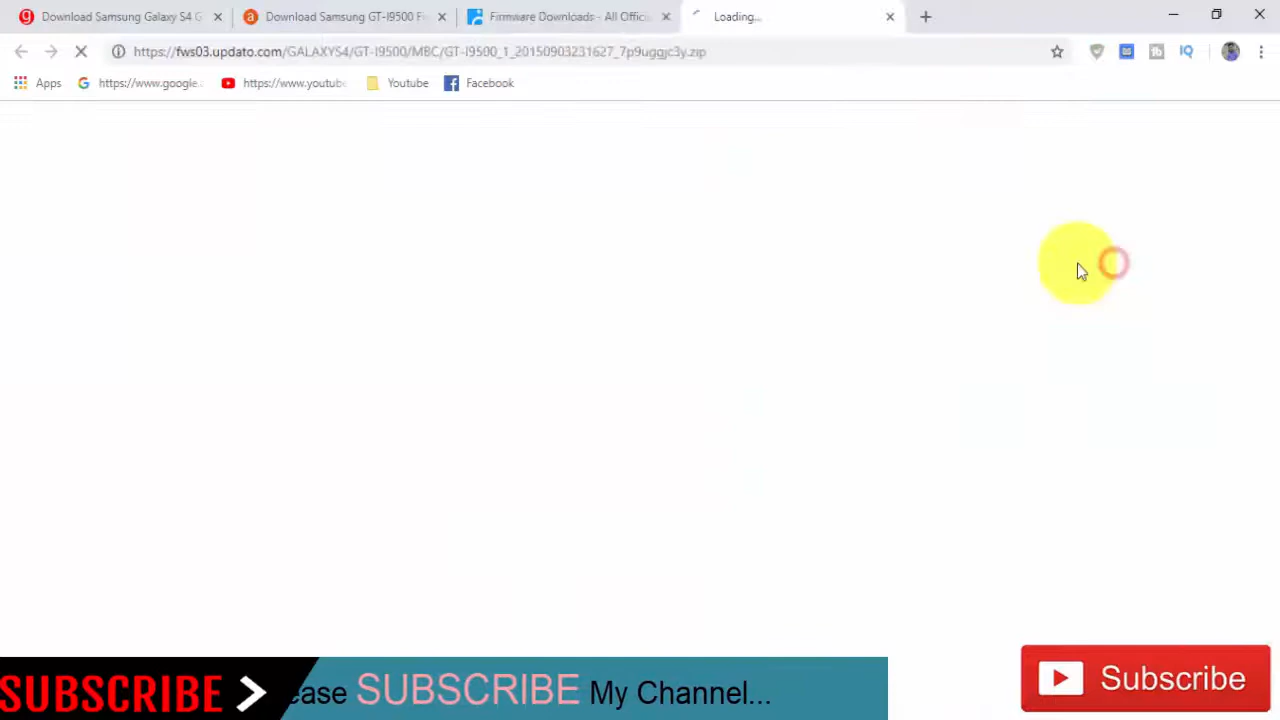 Download Samsung Galaxy S4 G
Download Samsung GT-I9500 Fi
Firmware Downloads - All Offici
Loading...
https://fws03.updato.com/GALAXYS4/GT-I9500/MBC/GT-I9500_1_20150903231627_7p9uggjc3y.zip
Apps
https://www.google.
https://www.youtube
Youtube
Facebook
SUBSCRIBE
ease SUBSCRIBE My Channel...
Subscribe